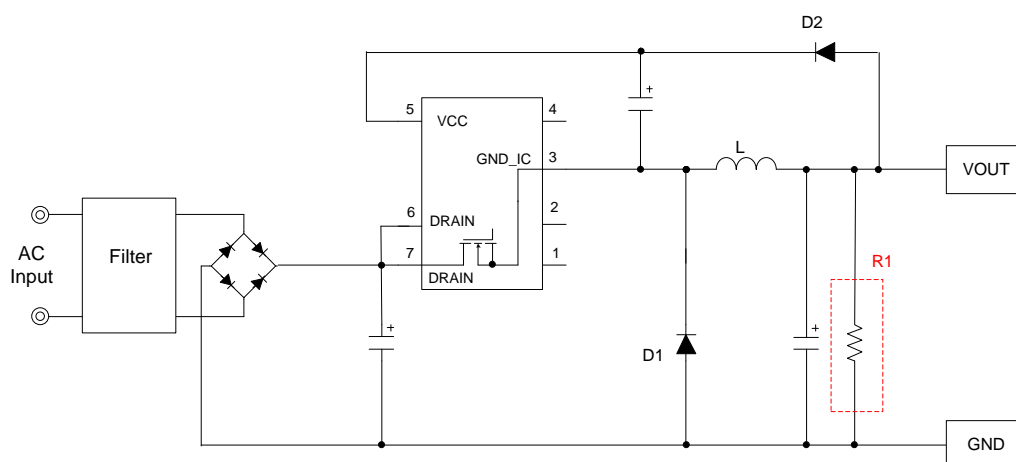 D2
+
5
4
VCC
3
GND_IC
L
VOUT
2
6
DRAIN
AC
Input
Filter
7
1
DRAIN
R1
+
+
D1
GND